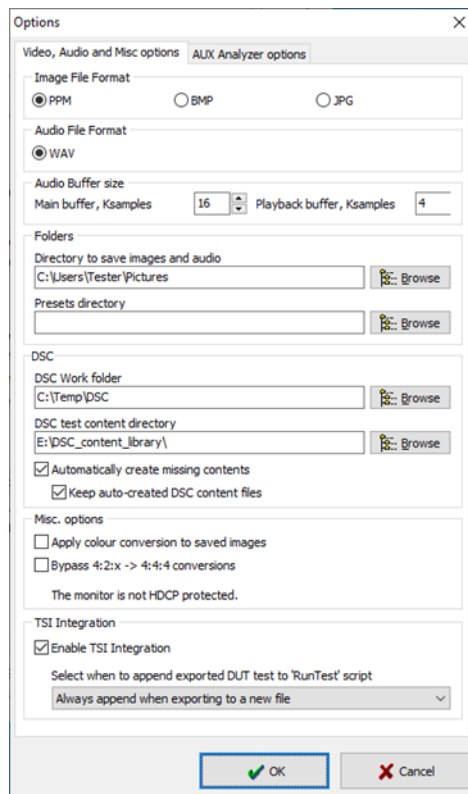 Options
Video, Audio and Misc options AUX Analyzer options
Image File Format
PPM BMP JPG
Audio File Format
WAV
Audio Buffer size
Main buffer, Ksamples 16 Playback buffer, Ksamples 4
Folders
Directory to save images and audio
C:\Users\Tester\Pictures Browse
Presets directory
Browse
DSC
DSC Work folder
C:\Temp\DSC Browse
DSC test content directory
E:\DSC_content_library\ Browse
Automatically create missing contents
Keep auto-created DSC content files
Misc. options
Apply colour conversion to saved images
Bypass 4:2:x -> 4:4:4 conversions
The monitor is not HDCP protected.
TSI Integration
Enable TSI Integration
Select when to append exported DUT test to 'RunTest' script
Always append when exporting to a new file
OK Cancel